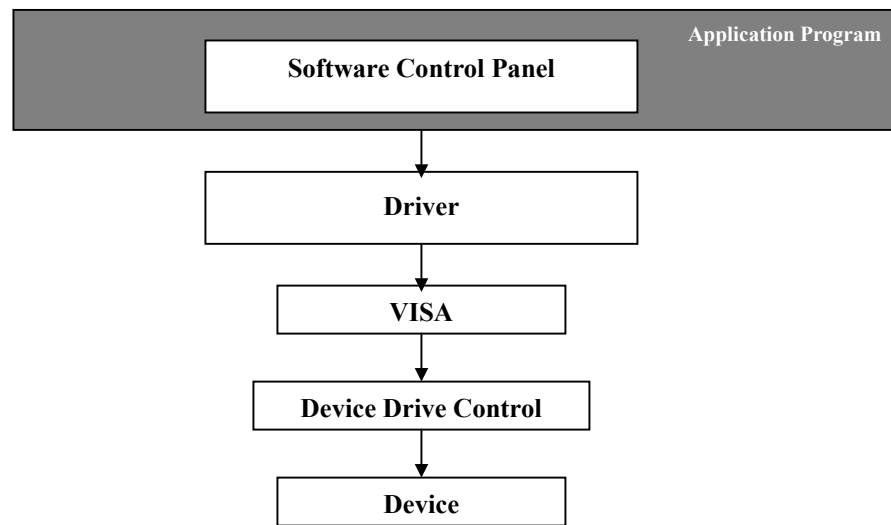 Application Program
Software Control Panel
Driver
VISA
Device Drive Control
Device